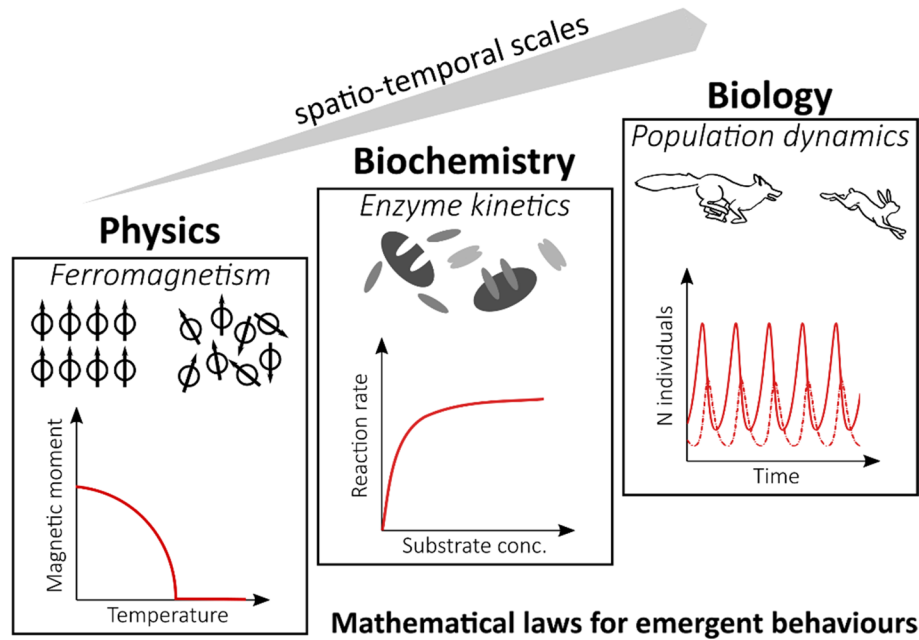 spatio-temporal scales
Physics
Ferromagnetism
Magnetic moment
Temperature
Biochemistry
Enzyme kinetics
Reaction rate
Substrate conc.
Biology
Population dynamics
N individuals
Time
Mathematical laws for emergent behaviours